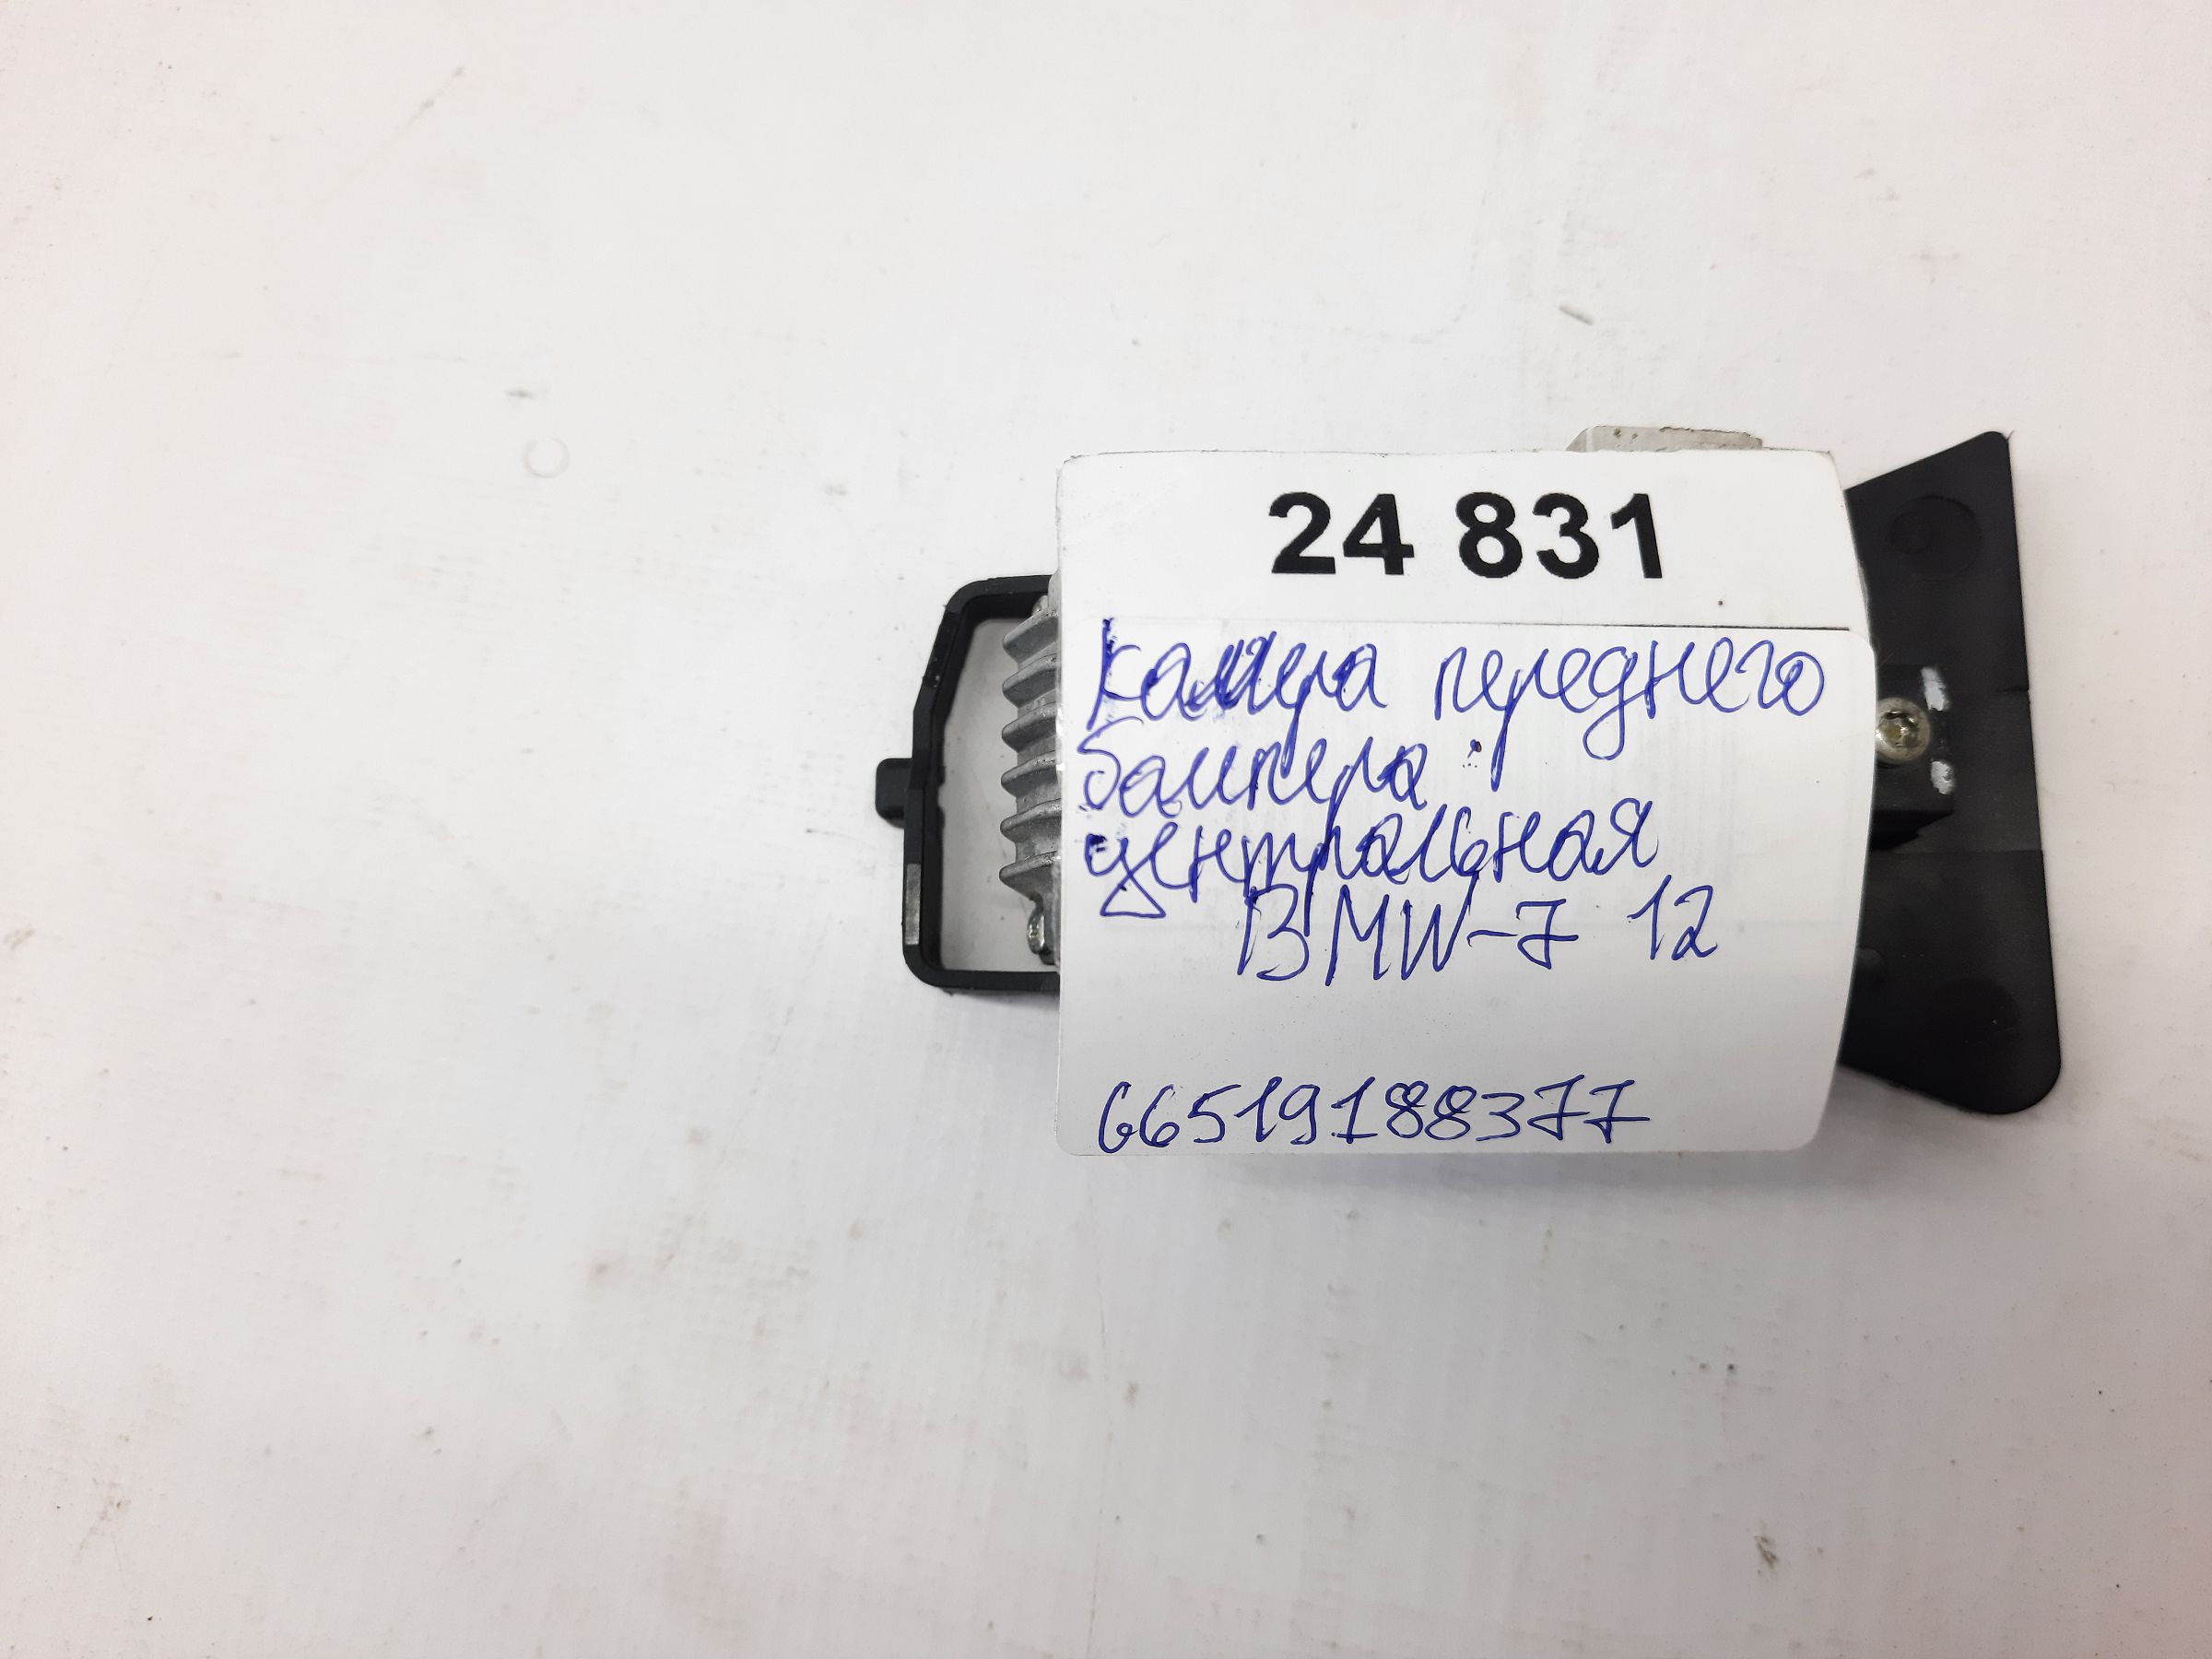 24 831
камера переднего
бампера
центральная
BMW-7 12
66519188377